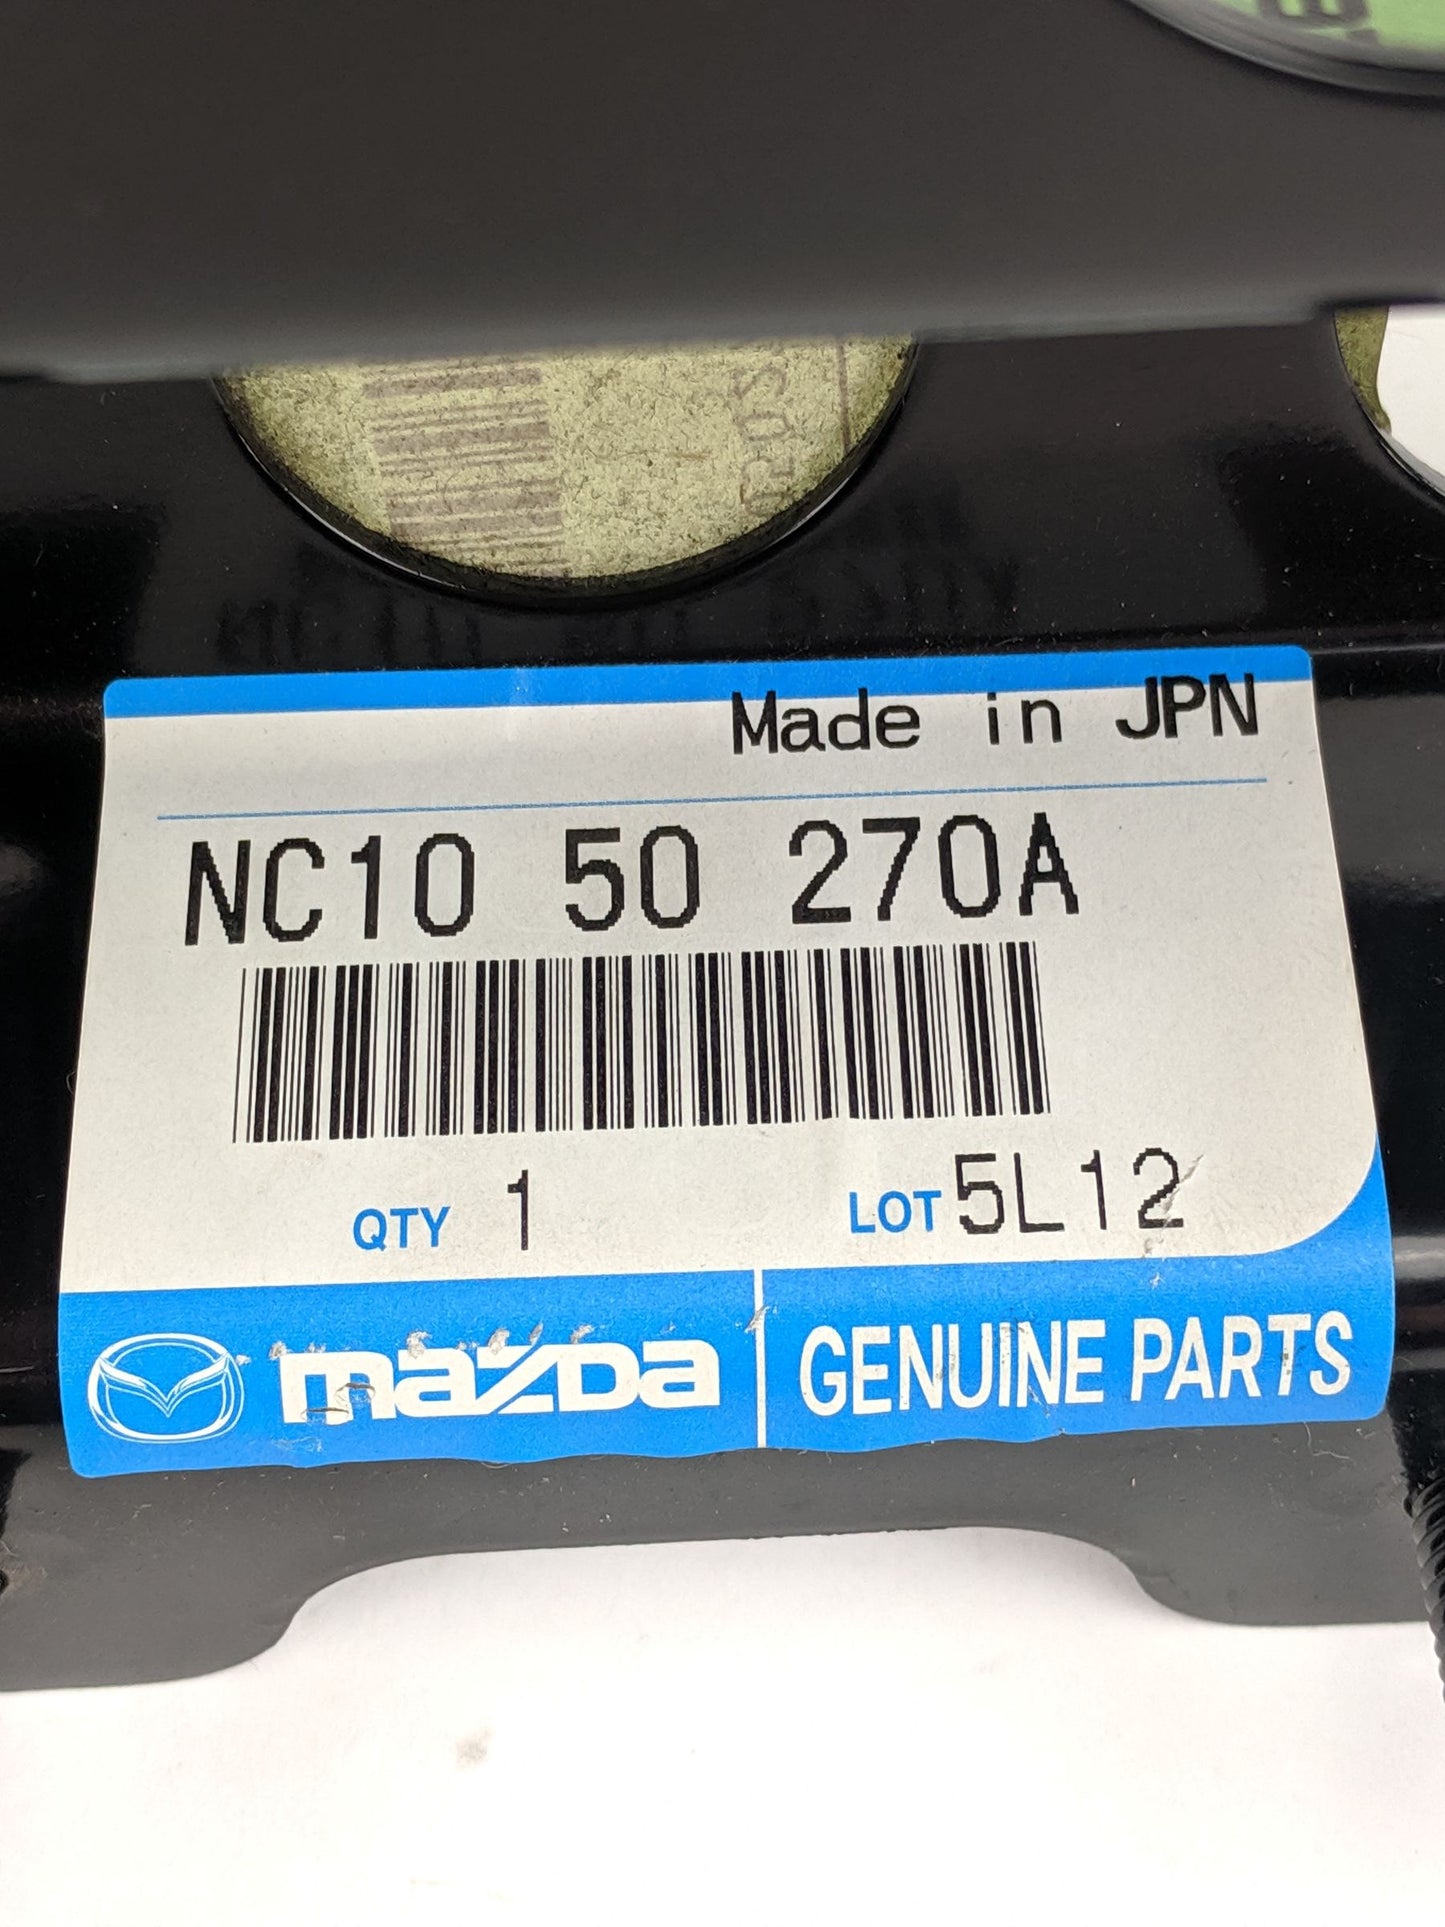 Made in JPN
NC10 50 270A
QTY 1 LOT 5L12
mazda GENUINE PARTS